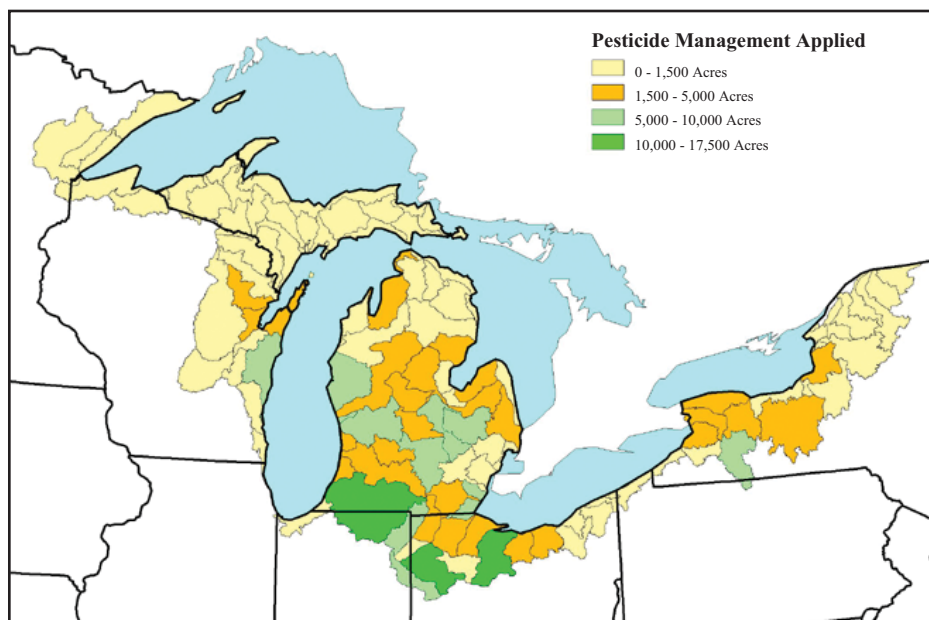 Pesticide Management Applied
0 - 1,500 Acres
1,500 - 5,000 Acres
5,000 - 10,000 Acres
10,000 - 17,500 Acres